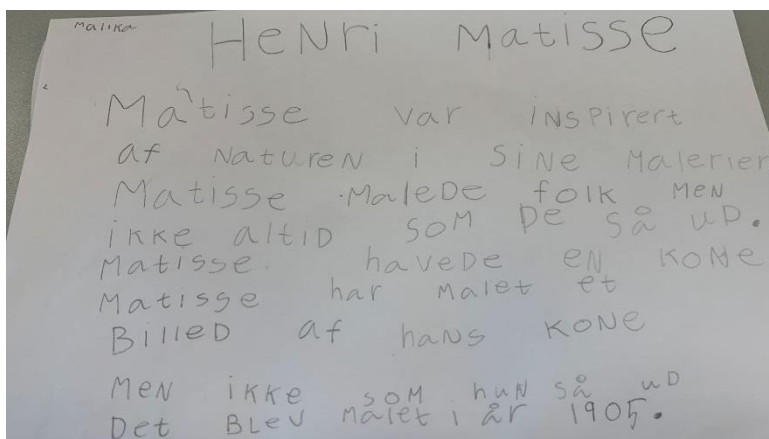 Malika
Henri Matisse
Matisse var inspirert
af Naturen i Sine Malerier
Matisse Malede folk Men
ikke altid som De så ud.
Matisse havede en kone
Matisse har Malet et
Billed af hans kone
Men ikke som hun så ud
Det Blev Malet i år 1905.